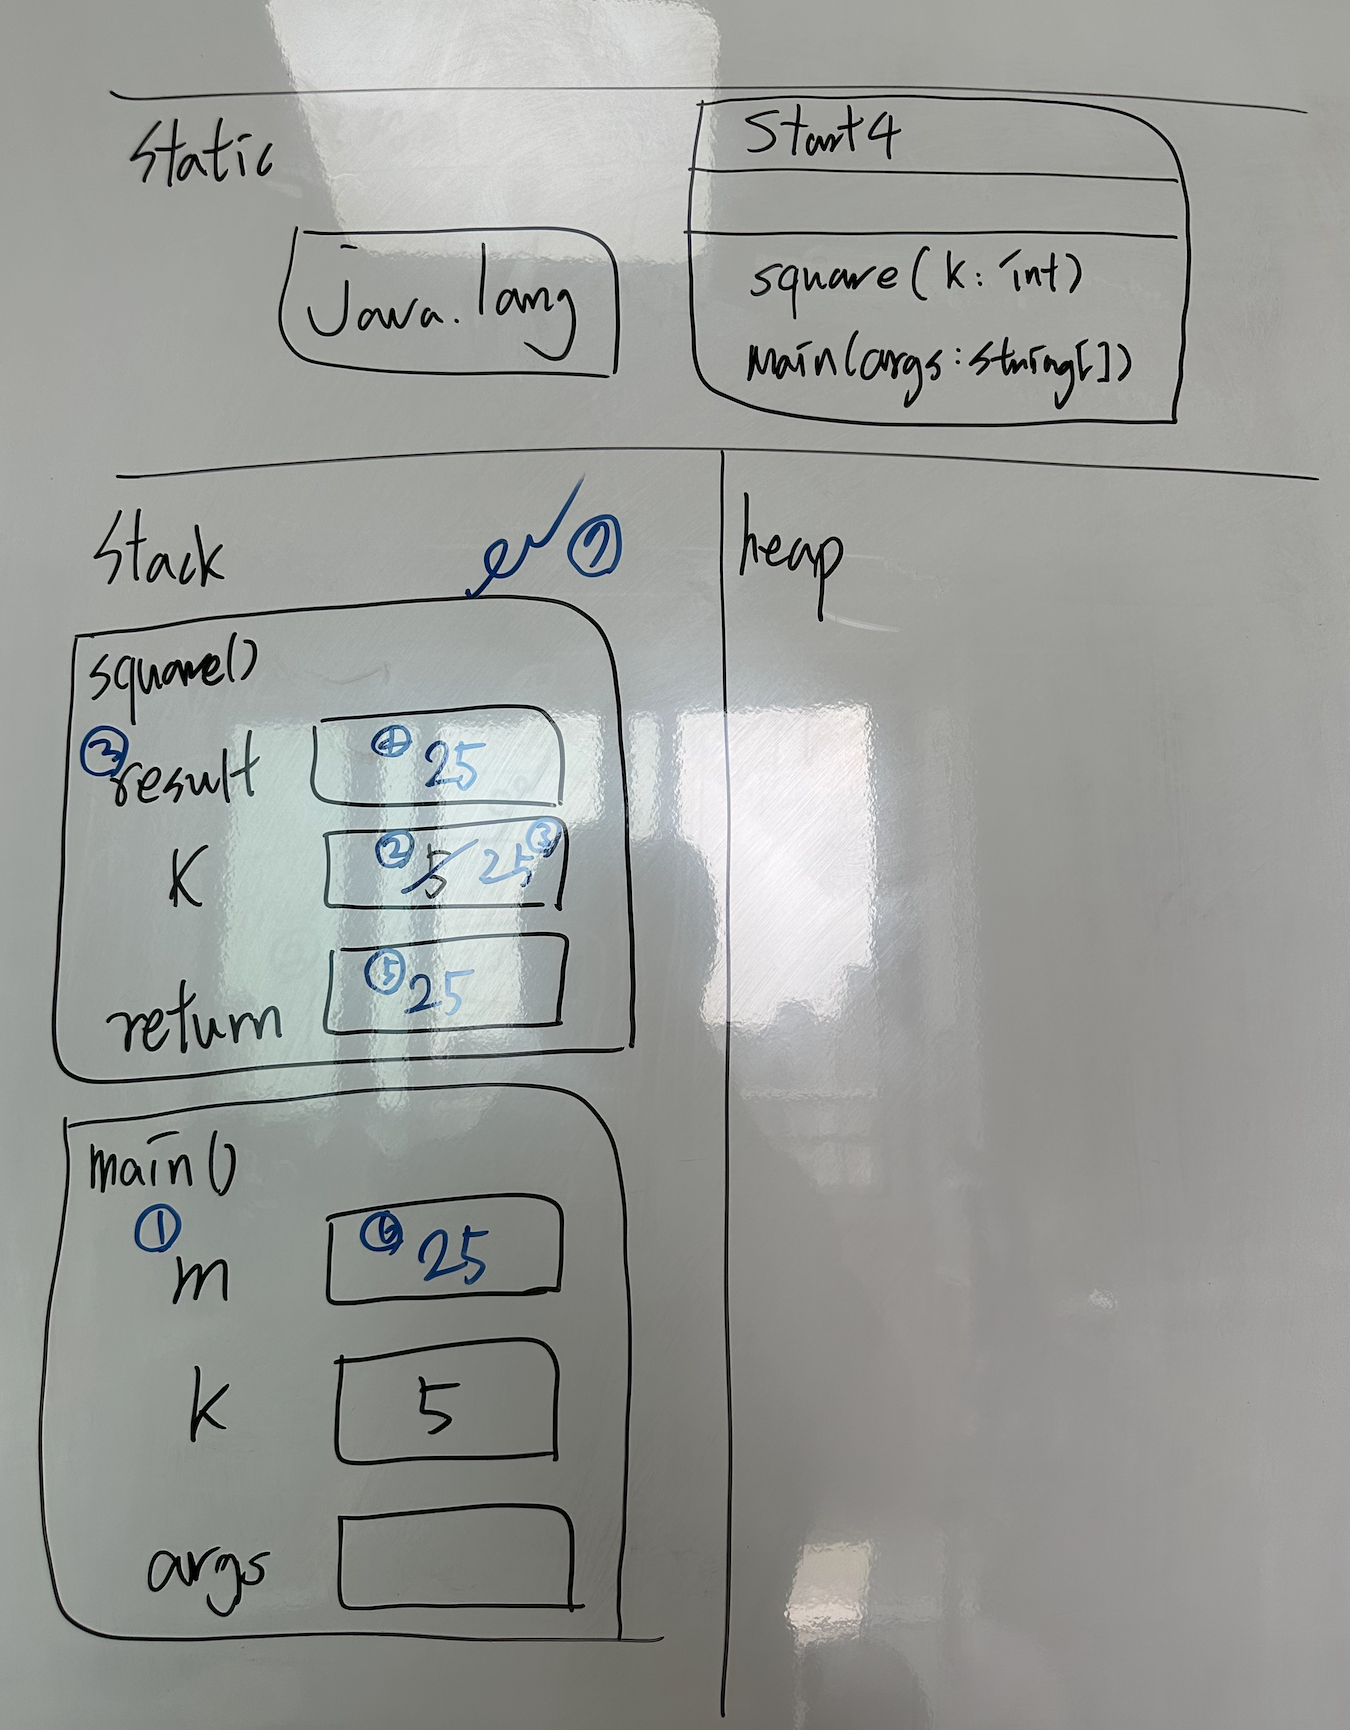 Static
Start4
java.lang
square(k: int)
main(args:String[])
Stack
⑦
heap
square()
③
result
④ 25
K
② 5 25 ③
return
⑤ 25
main()
①
m
⑥ 25
K
5
args